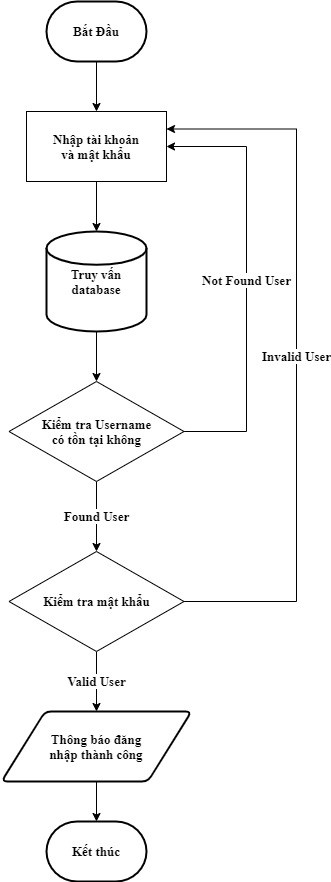 Bắt Đầu
Nhập tài khoản
và mật khẩu
Truy vấn
database
Not Found User
Invalid User
Kiểm tra Username
có tồn tại không
Found User
Kiểm tra mật khẩu
Valid User
Thông báo đăng
nhập thành công
Kết thúc